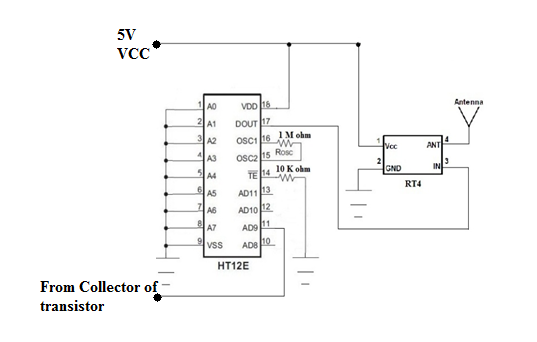 5V
VCC
Antenna
1 A0 VDD 18
2 A1 DOUT 17
3 A2 OSC1 16 1 M ohm
4 A3 OSC2 15 Rosc
5 A4 TE 14 10 K ohm
6 A5 AD11 13
7 A6 AD10 12
8 A7 AD9 11
9 VSS AD8 10
HT12E
1 Vcc ANT 4
2 GND IN 3
RT4
From Collector of
transistor